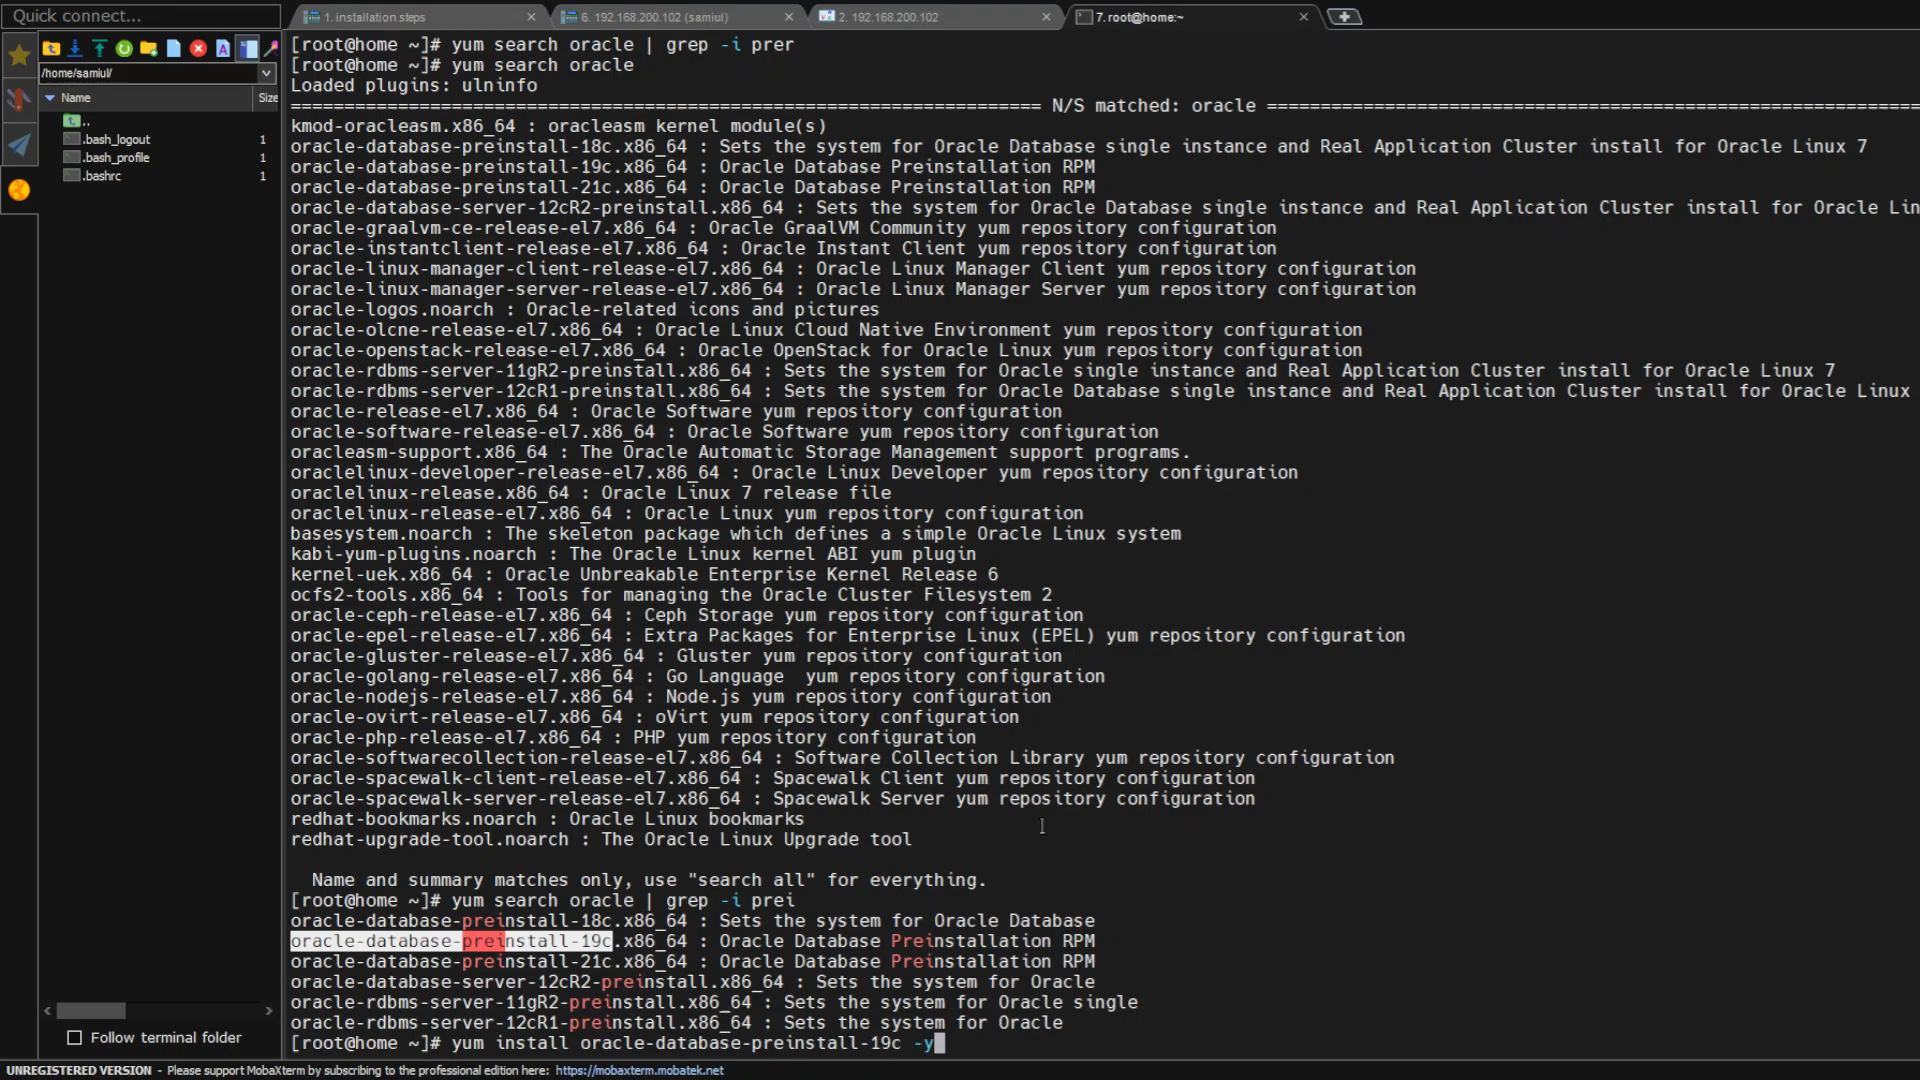 Quick connect...
1. installation steps
6. 192.168.200.102 (samiul)
2. 192.168.200.102
7. root@home:~
/home/samiul/
Name
Size
..
.bash_logout 1
.bash_profile 1
.bashrc 1
Follow terminal folder
[root@home ~]# yum search oracle | grep -i prer
[root@home ~]# yum search oracle
Loaded plugins: ulninfo
====================================================================== N/S matched: oracle =============================================================
kmod-oracleasm.x86_64 : oracleasm kernel module(s)
oracle-database-preinstall-18c.x86_64 : Sets the system for Oracle Database single instance and Real Application Cluster install for Oracle Linux 7
oracle-database-preinstall-19c.x86_64 : Oracle Database Preinstallation RPM
oracle-database-preinstall-21c.x86_64 : Oracle Database Preinstallation RPM
oracle-database-server-12cR2-preinstall.x86_64 : Sets the system for Oracle Database single instance and Real Application Cluster install for Oracle Lin
oracle-graalvm-ce-release-el7.x86_64 : Oracle GraalVM Community yum repository configuration
oracle-instantclient-release-el7.x86_64 : Oracle Instant Client yum repository configuration
oracle-linux-manager-client-release-el7.x86_64 : Oracle Linux Manager Client yum repository configuration
oracle-linux-manager-server-release-el7.x86_64 : Oracle Linux Manager Server yum repository configuration
oracle-logos.noarch : Oracle-related icons and pictures
oracle-olcne-release-el7.x86_64 : Oracle Linux Cloud Native Environment yum repository configuration
oracle-openstack-release-el7.x86_64 : Oracle OpenStack for Oracle Linux yum repository configuration
oracle-rdbms-server-11gR2-preinstall.x86_64 : Sets the system for Oracle single instance and Real Application Cluster install for Oracle Linux 7
oracle-rdbms-server-12cR1-preinstall.x86_64 : Sets the system for Oracle Database single instance and Real Application Cluster install for Oracle Linux
oracle-release-el7.x86_64 : Oracle Software yum repository configuration
oracle-software-release-el7.x86_64 : Oracle Software yum repository configuration
oracleasm-support.x86_64 : The Oracle Automatic Storage Management support programs.
oraclelinux-developer-release-el7.x86_64 : Oracle Linux Developer yum repository configuration
oraclelinux-release.x86_64 : Oracle Linux 7 release file
oraclelinux-release-el7.x86_64 : Oracle Linux yum repository configuration
basesystem.noarch : The skeleton package which defines a simple Oracle Linux system
kabi-yum-plugins.noarch : The Oracle Linux kernel ABI yum plugin
kernel-uek.x86_64 : Oracle Unbreakable Enterprise Kernel Release 6
ocfs2-tools.x86_64 : Tools for managing the Oracle Cluster Filesystem 2
oracle-ceph-release-el7.x86_64 : Ceph Storage yum repository configuration
oracle-epel-release-el7.x86_64 : Extra Packages for Enterprise Linux (EPEL) yum repository configuration
oracle-gluster-release-el7.x86_64 : Gluster yum repository configuration
oracle-golang-release-el7.x86_64 : Go Language  yum repository configuration
oracle-nodejs-release-el7.x86_64 : Node.js yum repository configuration
oracle-ovirt-release-el7.x86_64 : oVirt yum repository configuration
oracle-php-release-el7.x86_64 : PHP yum repository configuration
oracle-softwarecollection-release-el7.x86_64 : Software Collection Library yum repository configuration
oracle-spacewalk-client-release-el7.x86_64 : Spacewalk Client yum repository configuration
oracle-spacewalk-server-release-el7.x86_64 : Spacewalk Server yum repository configuration
redhat-bookmarks.noarch : Oracle Linux bookmarks
redhat-upgrade-tool.noarch : The Oracle Linux Upgrade tool
Name and summary matches only, use "search all" for everything.
[root@home ~]# yum search oracle | grep -i prei
oracle-database-preinstall-18c.x86_64 : Sets the system for Oracle Database
oracle-database-preinstall-19c.x86_64 : Oracle Database Preinstallation RPM
oracle-database-preinstall-21c.x86_64 : Oracle Database Preinstallation RPM
oracle-database-server-12cR2-preinstall.x86_64 : Sets the system for Oracle
oracle-rdbms-server-11gR2-preinstall.x86_64 : Sets the system for Oracle single
oracle-rdbms-server-12cR1-preinstall.x86_64 : Sets the system for Oracle
[root@home ~]# yum install oracle-database-preinstall-19c -y
UNREGISTERED VERSION - Please support MobaXterm by subscribing to the professional edition here: https://mobaxterm.mobatek.net